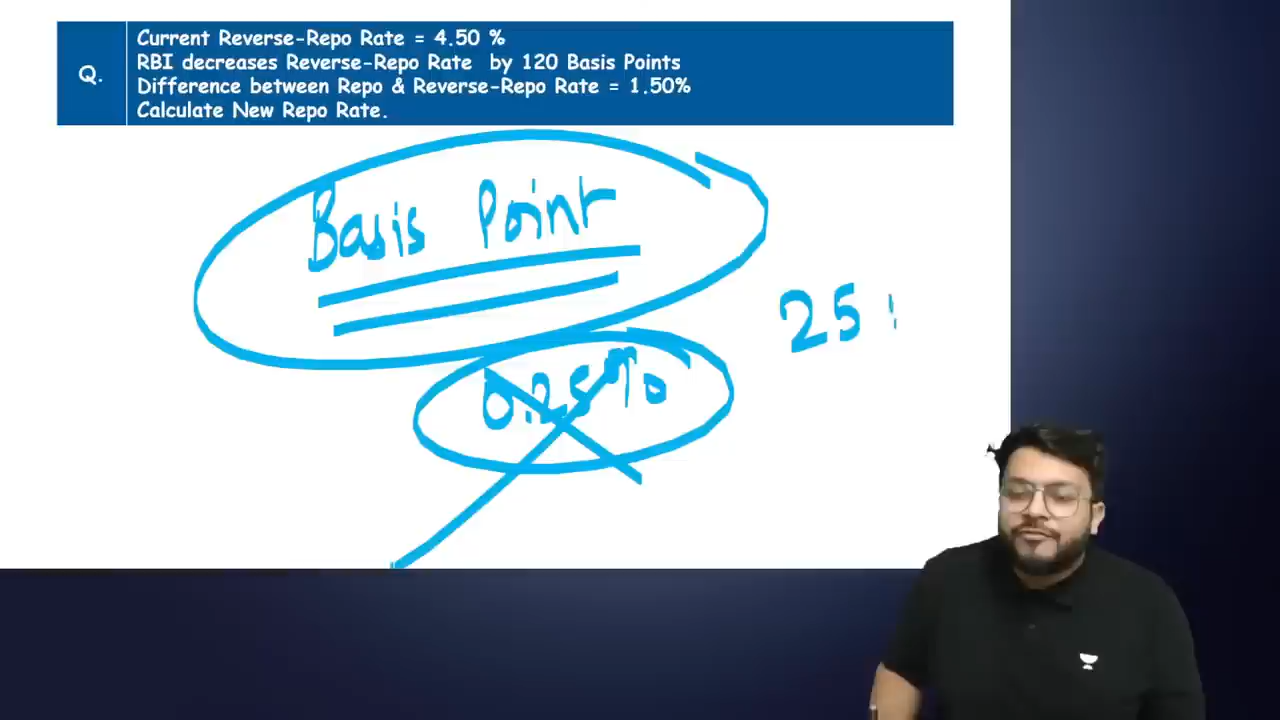 Q.
Current Reverse-Repo Rate = 4.50 %
RBI decreases Reverse-Repo Rate by 120 Basis Points
Difference between Repo & Reverse-Repo Rate = 1.50%
Calculate New Repo Rate.
Basis Point
25
0.25%